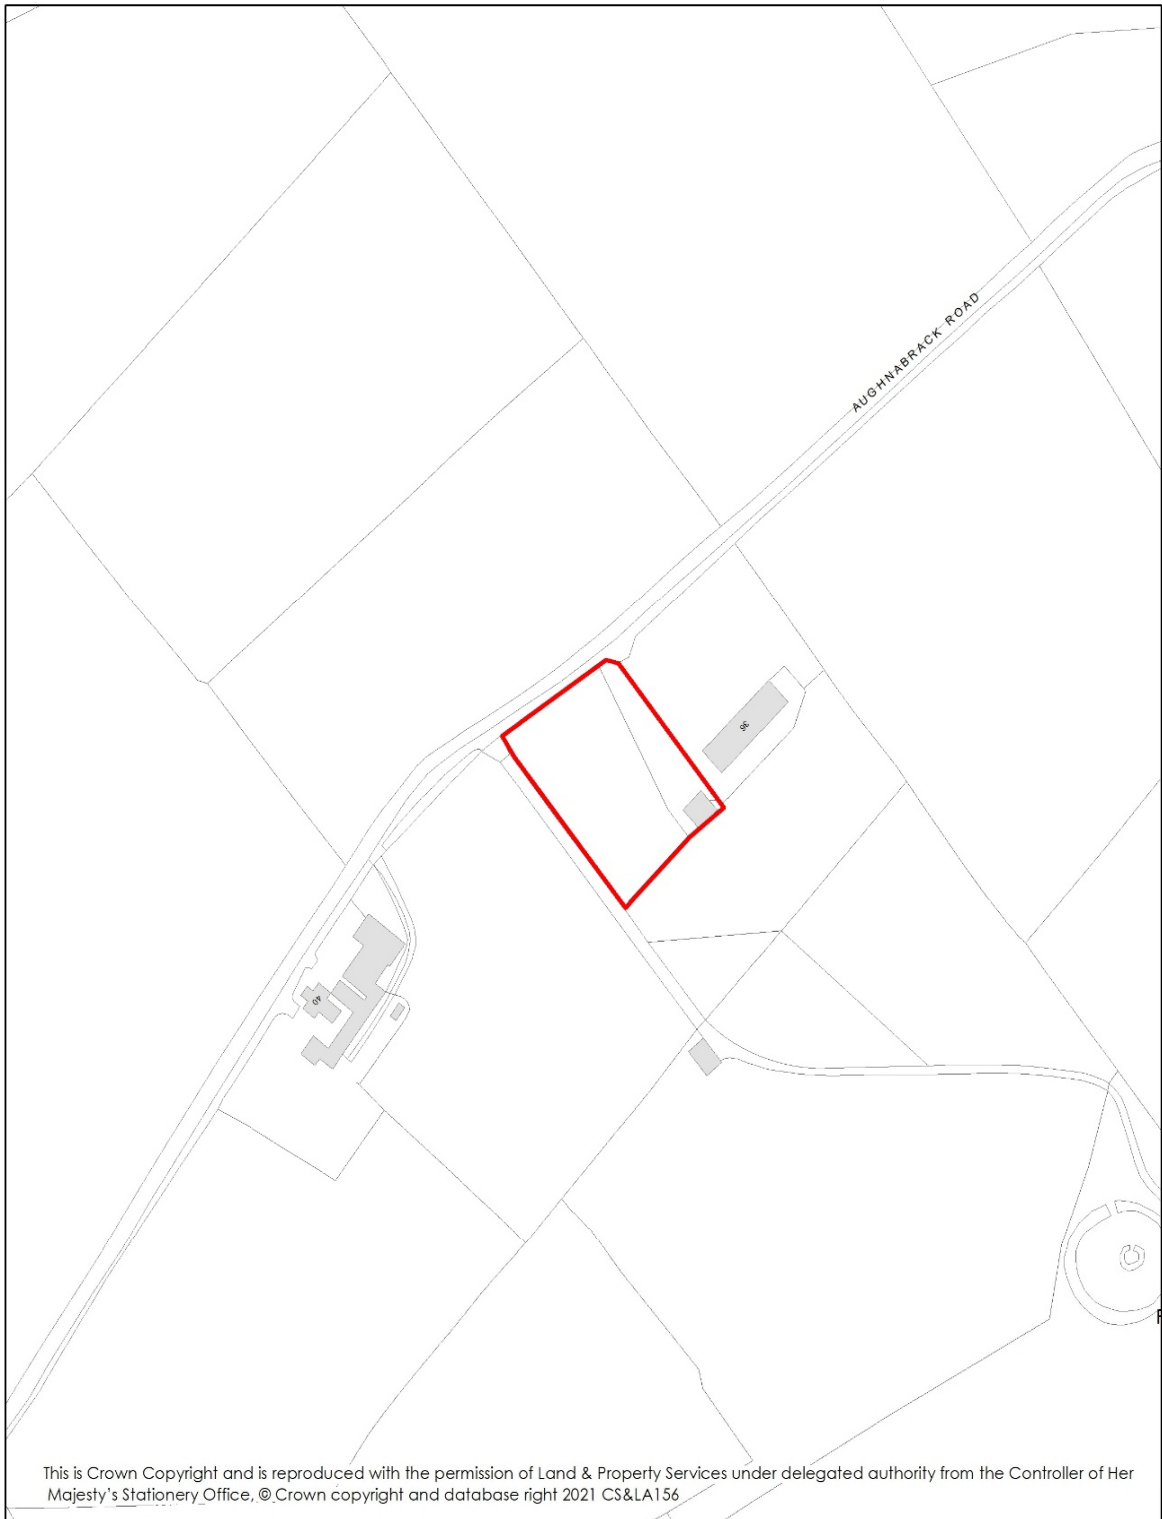 AUGHNABRACK ROAD
36
40
F
This is Crown Copyright and is reproduced with the permission of Land & Property Services under delegated authority from the Controller of Her
Majesty's Stationery Office, © Crown copyright and database right 2021 CS&LA156